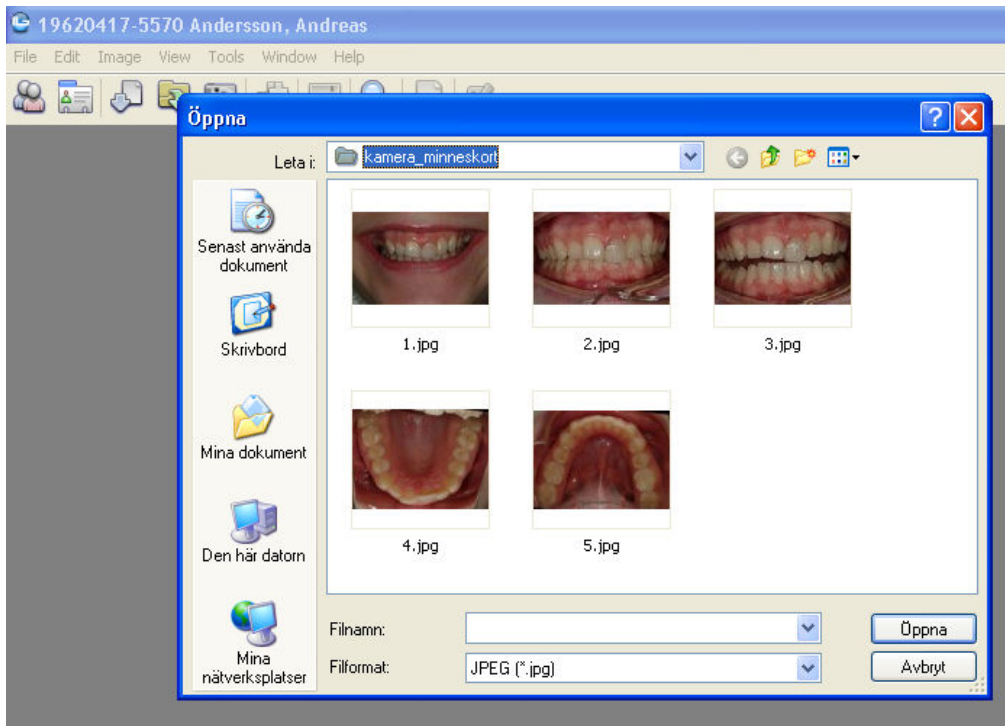 19620417-5570 Andersson, Andreas
File Edit Image View Tools Window Help
Öppna
Leta i: kamera_minneskort
Senast använda
dokument
Skrivbord
Mina dokument
Den här datorn
Mina
nätverksplatser
1.jpg 2.jpg 3.jpg
4.jpg 5.jpg
Filnamn: Öppna
Filformat: JPEG (*.jpg) Avbryt